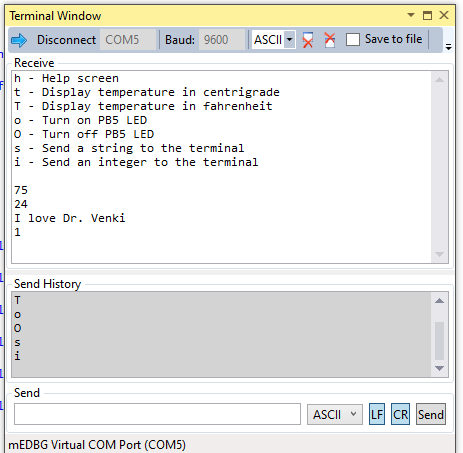 Terminal Window
Disconnect COM5 Baud: 9600 ASCII Save to file
Receive
h - Help screen
t - Display temperature in centrigrade
T - Display temperature in fahrenheit
o - Turn on PB5 LED
O - Turn off PB5 LED
s - Send a string to the terminal
i - Send an integer to the terminal
75
24
I love Dr. Venki
1
Send History
T
o
O
s
i
Send
ASCII LF CR Send
mEDBG Virtual COM Port (COM5)